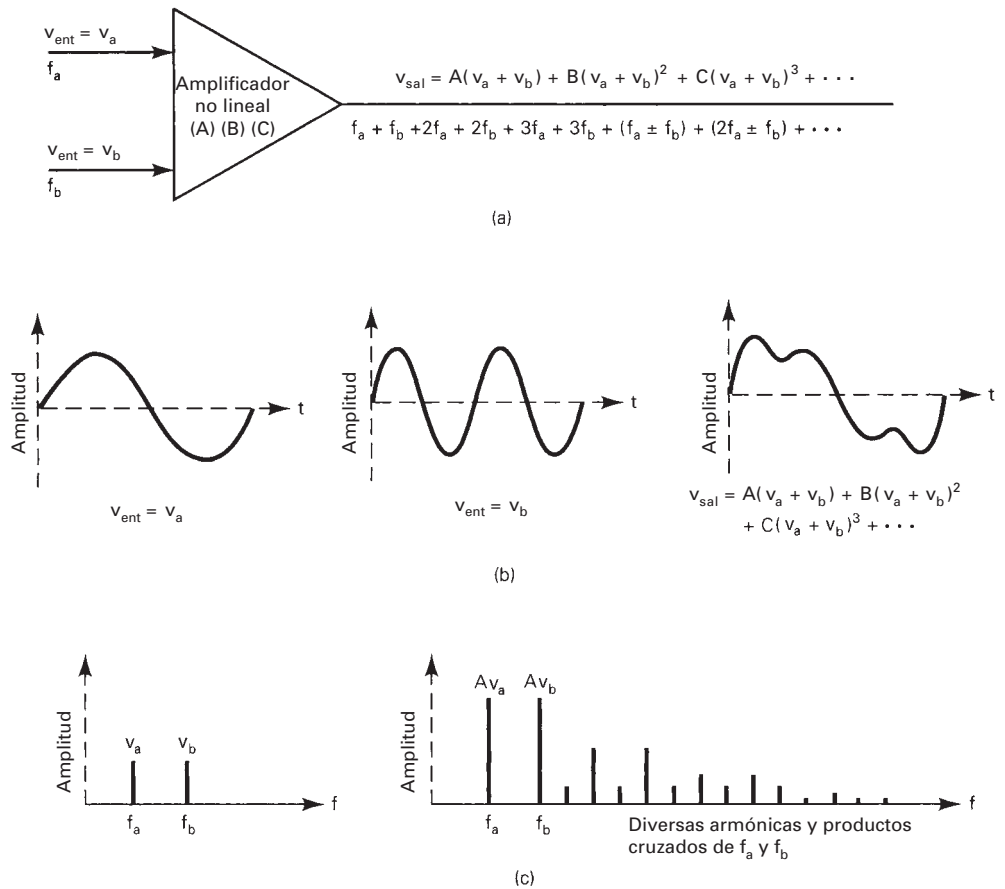 v_ent = v_a
f_a
Amplificador
no lineal
(A) (B) (C)
v_ent = v_b
f_b
v_sal = A(v_a + v_b) + B(v_a + v_b)^2 + C(v_a + v_b)^3 + · · ·
f_a + f_b +2f_a + 2f_b + 3f_a + 3f_b + (f_a ± f_b) + (2f_a ± f_b) + · · ·
(a)
Amplitud
t
v_ent = v_a
Amplitud
t
v_ent = v_b
Amplitud
t
v_sal = A(v_a + v_b) + B(v_a + v_b)^2
+ C(v_a + v_b)^3 + · · ·
(b)
Amplitud
v_a
v_b
f_a
f_b
f
Amplitud
Av_a
Av_b
f_a
f_b
f
Diversas armónicas y productos
cruzados de f_a y f_b
(c)